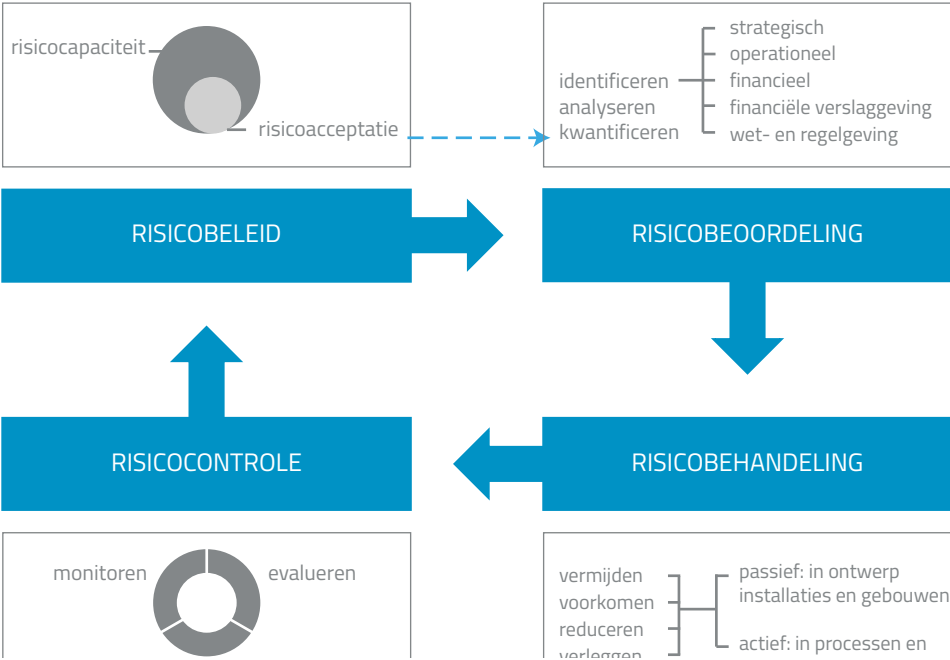 risicocapaciteit
risicoacceptatie
identificeren
analyseren
kwantificeren
strategisch
operationeel
financieel
financiële verslaggeving
wet- en regelgeving
RISICOBELEID
RISICOBEOORDELING
RISICOCONTROLE
RISICOBEHANDELING
monitoren
evalueren
vermijden
voorkomen
reduceren
verleggen
passief: in ontwerp
installaties en gebouwen
actief: in processen en